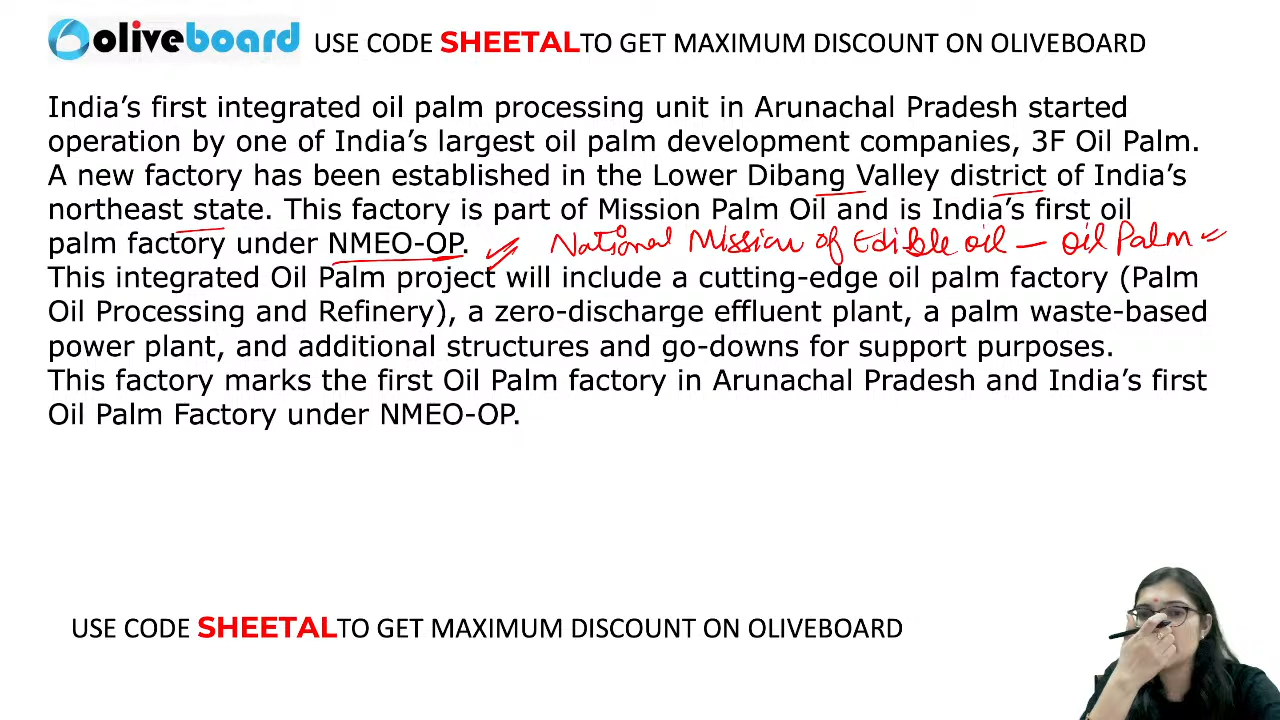 oliveboard USE CODE SHEETALTO GET MAXIMUM DISCOUNT ON OLIVEBOARD
India’s first integrated oil palm processing unit in Arunachal Pradesh started
operation by one of India’s largest oil palm development companies, 3F Oil Palm.
A new factory has been established in the Lower Dibang Valley district of India’s
northeast state. This factory is part of Mission Palm Oil and is India’s first oil
palm factory under NMEO-OP. National Mission of Edible oil – Oil Palm
This integrated Oil Palm project will include a cutting-edge oil palm factory (Palm
Oil Processing and Refinery), a zero-discharge effluent plant, a palm waste-based
power plant, and additional structures and go-downs for support purposes.
This factory marks the first Oil Palm factory in Arunachal Pradesh and India’s first
Oil Palm Factory under NMEO-OP.
USE CODE SHEETALTO GET MAXIMUM DISCOUNT ON OLIVEBOARD